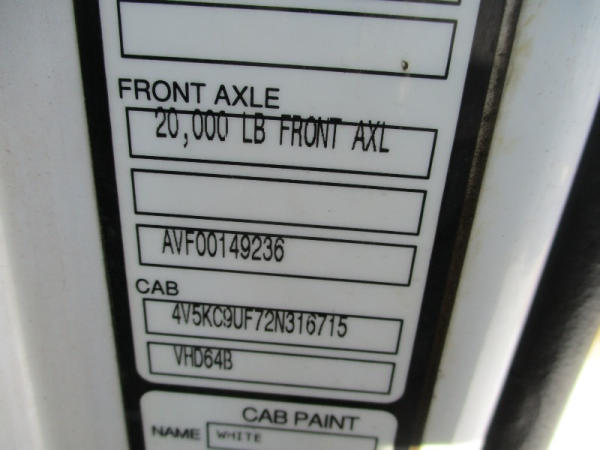 FRONT AXLE
20,000 LB FRONT AXL
AVF00149236
CAB
4V5KC9UF72N316715
VHD64B
CAB PAINT
NAME WHITE